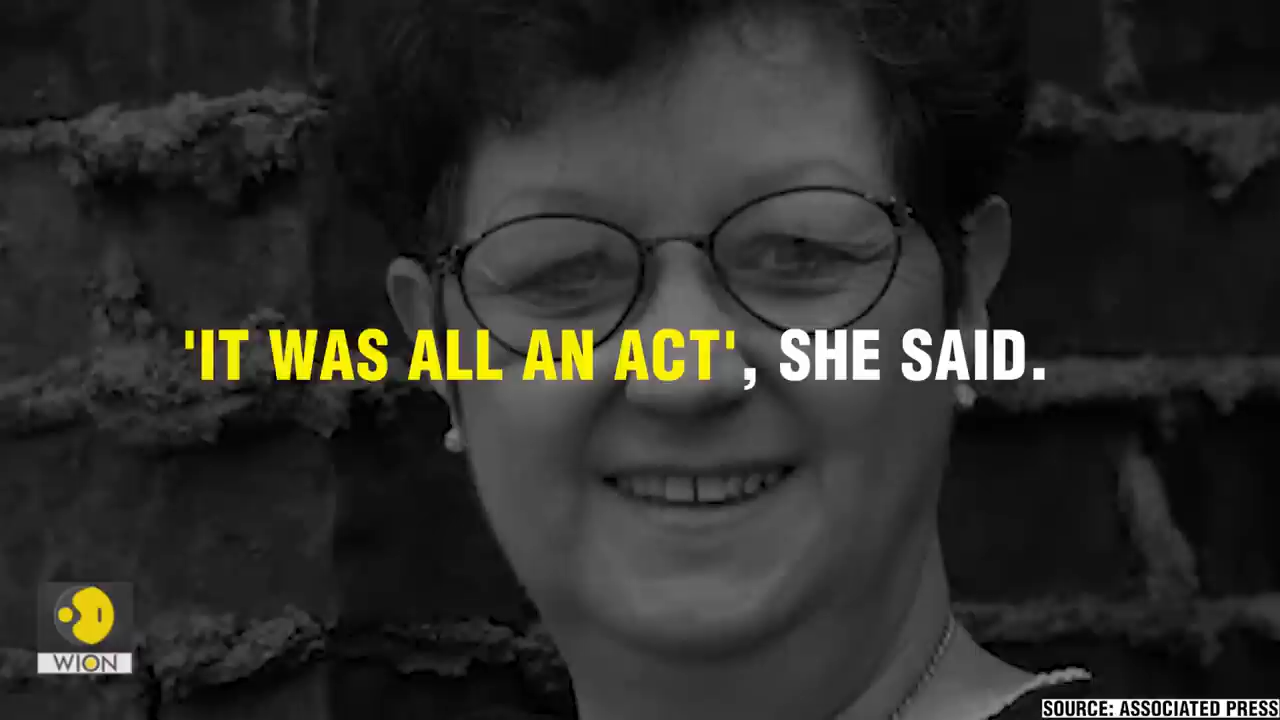 'IT WAS ALL AN ACT', SHE SAID.
WION
SOURCE: ASSOCIATED PRESS